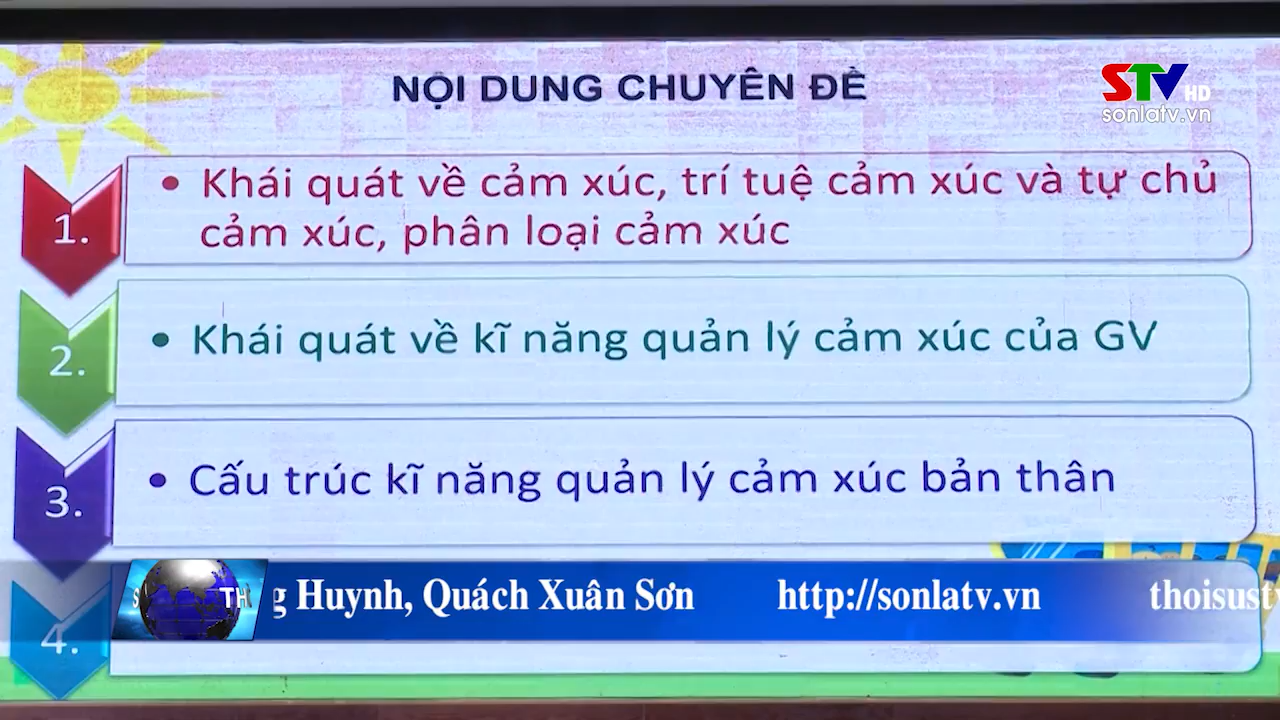 NỘI DUNG CHUYÊN ĐỀ
STV HD
sonlatv.vn
1.
• Khái quát về cảm xúc, trí tuệ cảm xúc và tự chủ
cảm xúc, phân loại cảm xúc
2.
• Khái quát về kĩ năng quản lý cảm xúc của GV
3.
• Cấu trúc kĩ năng quản lý cảm xúc bản thân
4.
S TH
g Huynh, Quách Xuân Sơn http://sonlatv.vn thoisustv